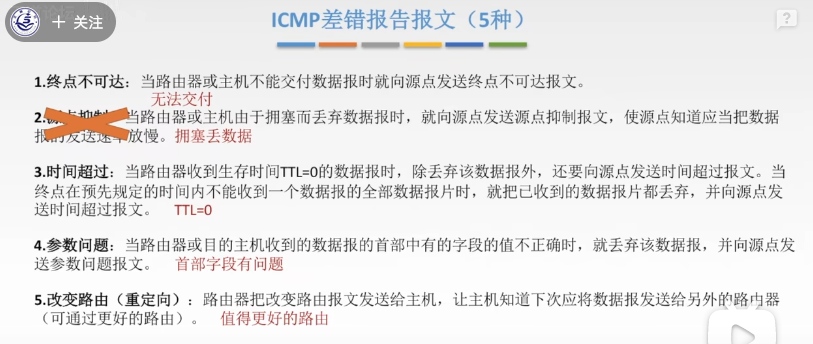 关注
ICMP差错报告报文（5种）
1.终点不可达：当路由器或主机不能交付数据报时就向源点发送终点不可达报文。
无法交付
2.源点抑制：当路由器或主机由于拥塞而丢弃数据报时，就向源点发送源点抑制报文，使源点知道应当把数据
报的发送速率放慢。拥塞丢数据
3.时间超过：当路由器收到生存时间TTL=0的数据报时，除丢弃该数据报外，还要向源点发送时间超过报文。当
终点在预先规定的时间内不能收到一个数据报的全部数据报片时，就把已收到的数据报片都丢弃，并向源点发
送时间超过报文。 TTL=0
4.参数问题：当路由器或目的主机收到的数据报的首部中有的字段的值不正确时，就丢弃该数据报，并向源点发
送参数问题报文。 首部字段有问题
5.改变路由（重定向）：路由器把改变路由报文发送给主机，让主机知道下次应将数据报发送给另外的路由器
（可通过更好的路由）。 值得更好的路由